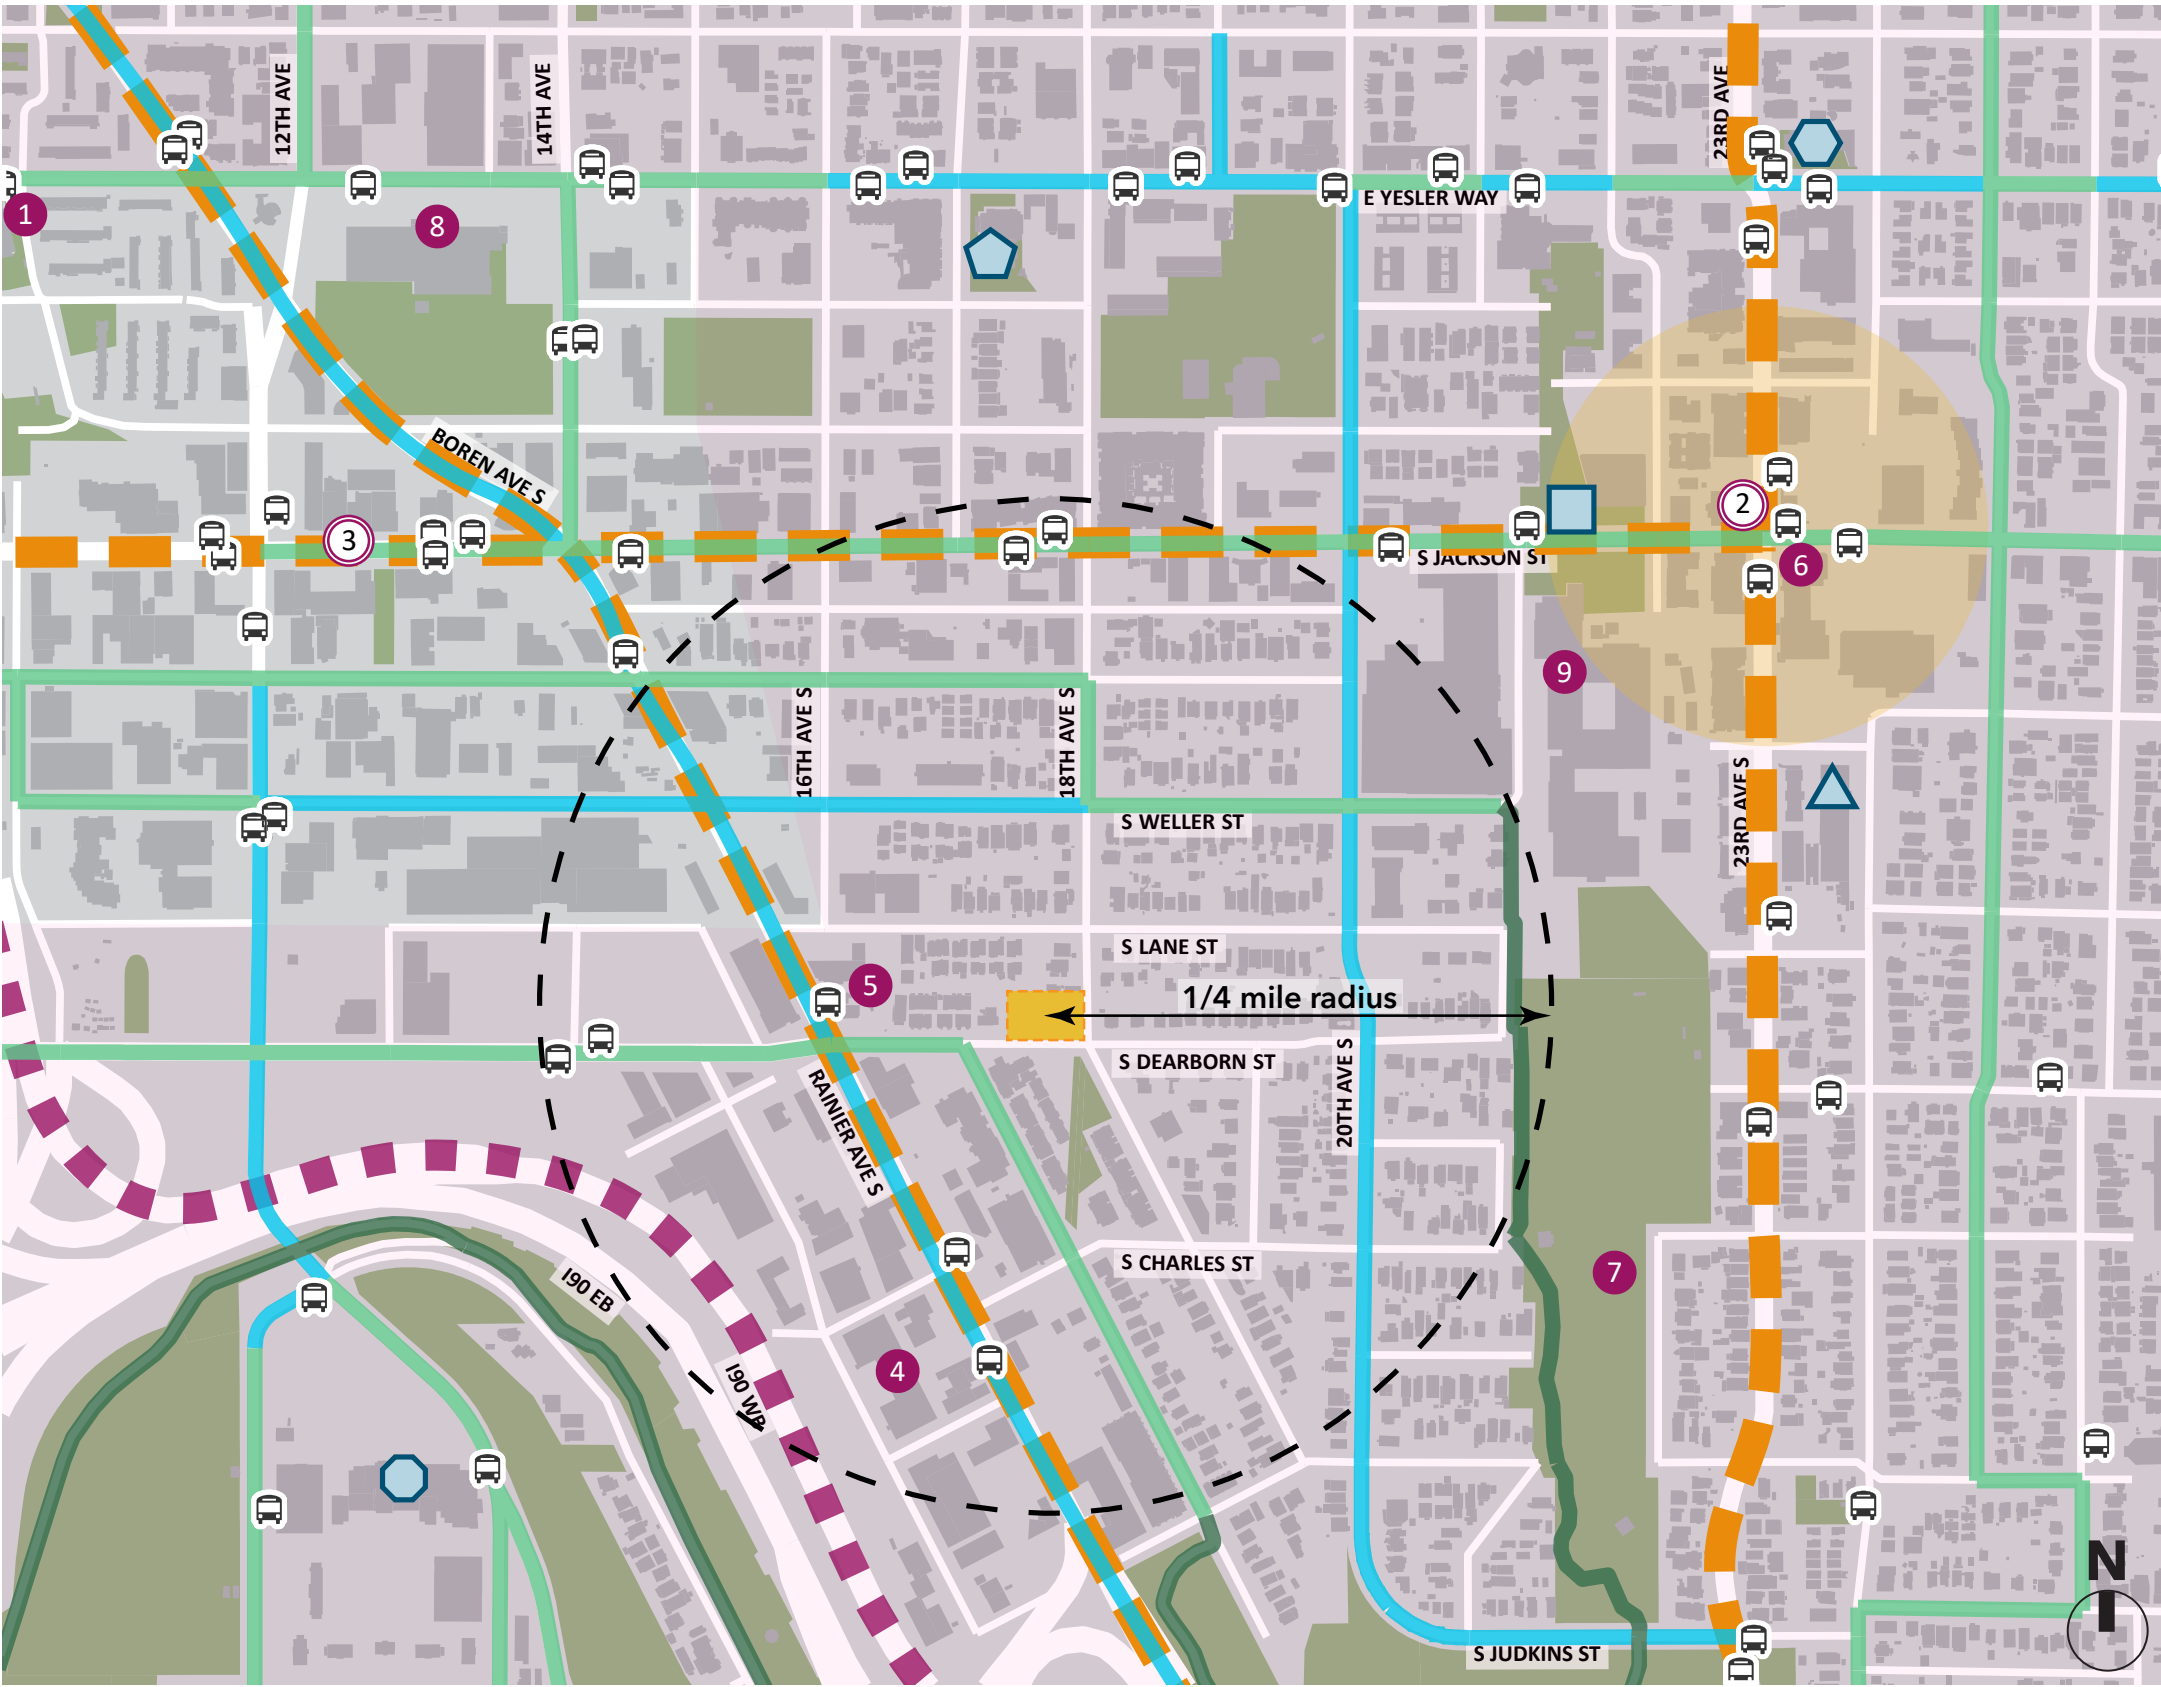 12TH AVE
14TH AVE
23RD AVE
1
8
E YESLER WAY
BOREN AVE S
2
3
S JACKSON ST
6
9
16TH AVE S
18TH AVE S
23RD AVE S
S WELLER ST
S LANE ST
5
1/4 mile radius
S DEARBORN ST
RAINIER AVE S
20TH AVE S
S CHARLES ST
7
I90 EB
4
I90 WB
N
S JUDKINS ST